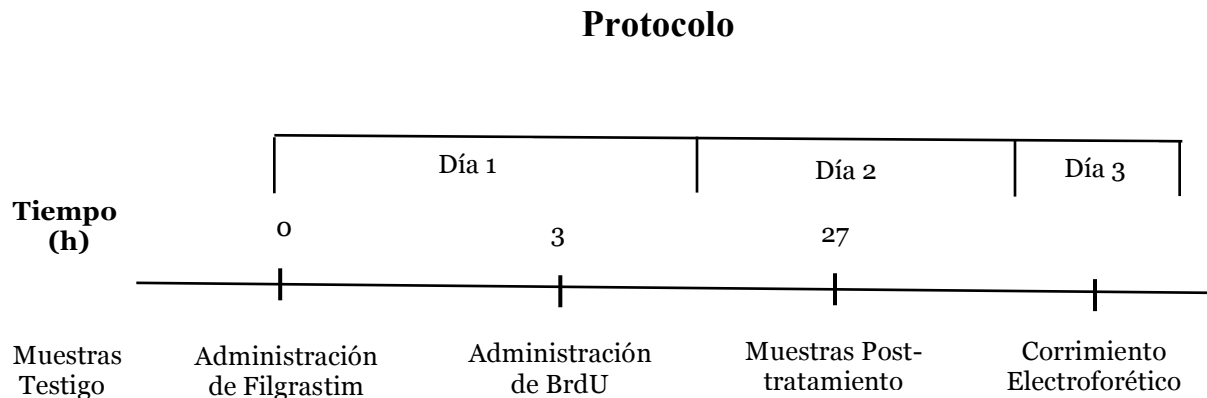 Protocolo
Día 1
Día 2
Día 3
Tiempo
(h)
0
3
27
Muestras
Testigo
Administración
de Filgrastim
Administración
de BrdU
Muestras Post-
tratamiento
Corrimiento
Electroforético